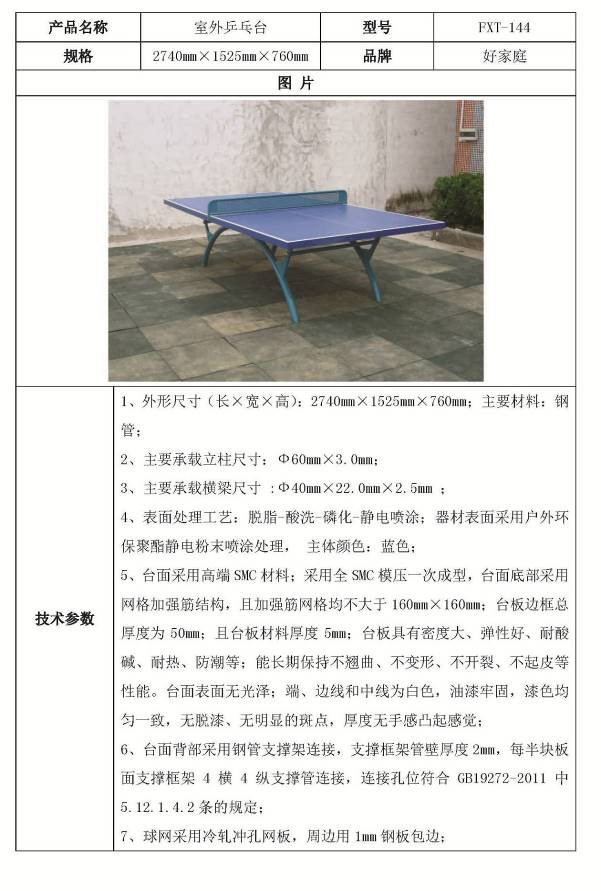 产品名称 室外乒乓台 型号 FXT-144
规格 2740mm×1525mm×760mm 品牌 好家庭
图 片
技术参数
1、外形尺寸（长×宽×高）：2740mm×1525mm×760mm；主要材料：钢
管；
2、主要承载立柱尺寸：Φ60mm×3.0mm；
3、主要承载横梁尺寸 :Φ40mm×22.0mm×2.5mm ；
4、表面处理工艺：脱脂-酸洗-磷化-静电喷涂；器材表面采用户外环
保聚酯静电粉末喷涂处理， 主体颜色：蓝色；
5、台面采用高端 SMC 材料；采用全 SMC 模压一次成型，台面底部采用
网格加强筋结构，且加强筋网格均不大于 160mm×160mm；台板边框总
厚度为 50mm；且台板材料厚度 5mm；台板具有密度大、弹性好、耐酸
碱、耐热、防潮等；能长期保持不翘曲、不变形、不开裂、不起皮等
性能。台面表面无光泽；端、边线和中线为白色，油漆牢固，漆色均
匀一致，无脱漆、无明显的斑点，厚度无手感凸起感觉；
6、台面背部采用钢管支撑架连接，支撑框架管壁厚度 2mm，每半块板
面支撑框架 4 横 4 纵支撑管连接，连接孔位符合 GB19272-2011 中
5.12.1.4.2 条的规定；
7、球网采用冷轧冲孔网板，周边用 1mm 钢板包边；